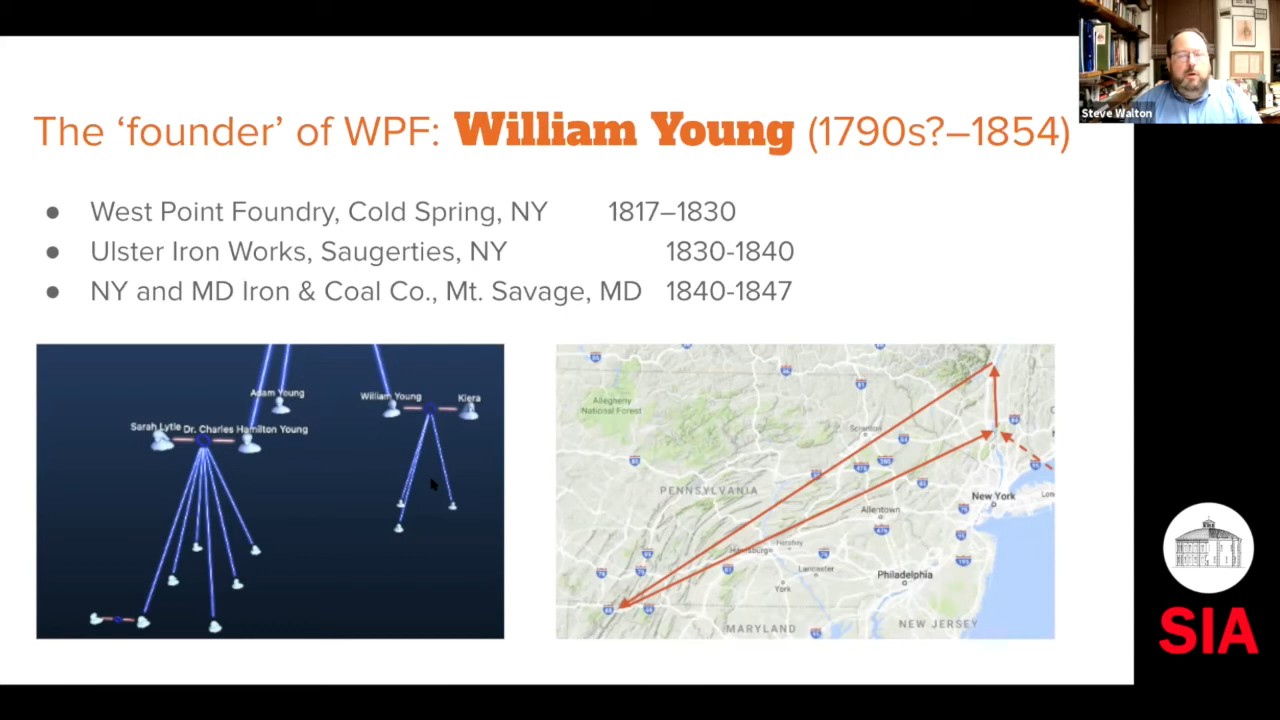 Steve Walton
The ‘founder’ of WPF: William Young (1790s?–1854)
● West Point Foundry, Cold Spring, NY 1817–1830
● Ulster Iron Works, Saugerties, NY 1830-1840
● NY and MD Iron & Coal Co., Mt. Savage, MD 1840-1847
Adam Young
William Young
Kiera
Sarah Lytle
Dr. Charles Hamilton Young
Allegheny
National Forest
Scranton
PENNSYLVANIA
New York
Allentown
Hershey
Harrisburg
Lancaster
York
Philadelphia
MARYLAND
NEW JERSEY
SIA